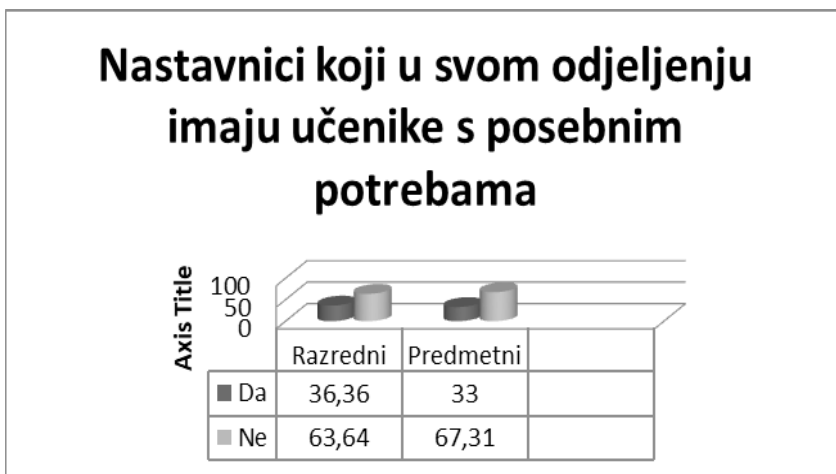 Nastavnici koji u svom odjeljenju
imaju učenike s posebnim
potrebama
Axis Title
100
50
0
Razredni Predmetni
Da 36,36 33
Ne 63,64 67,31